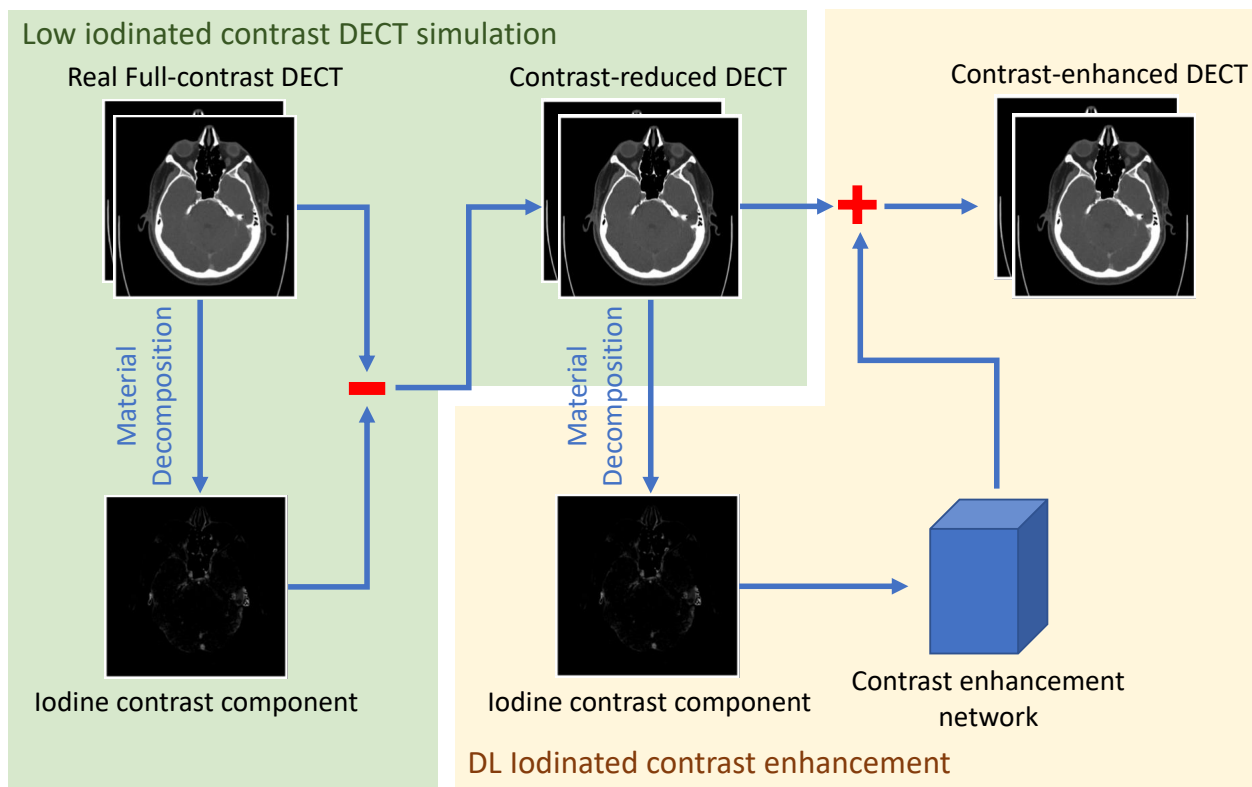 Low iodinated contrast DECT simulation
Real Full-contrast DECT
Contrast-reduced DECT
Contrast-enhanced DECT
Material
Decomposition
Material
Decomposition
Iodine contrast component
Iodine contrast component
Contrast enhancement
network
DL Iodinated contrast enhancement